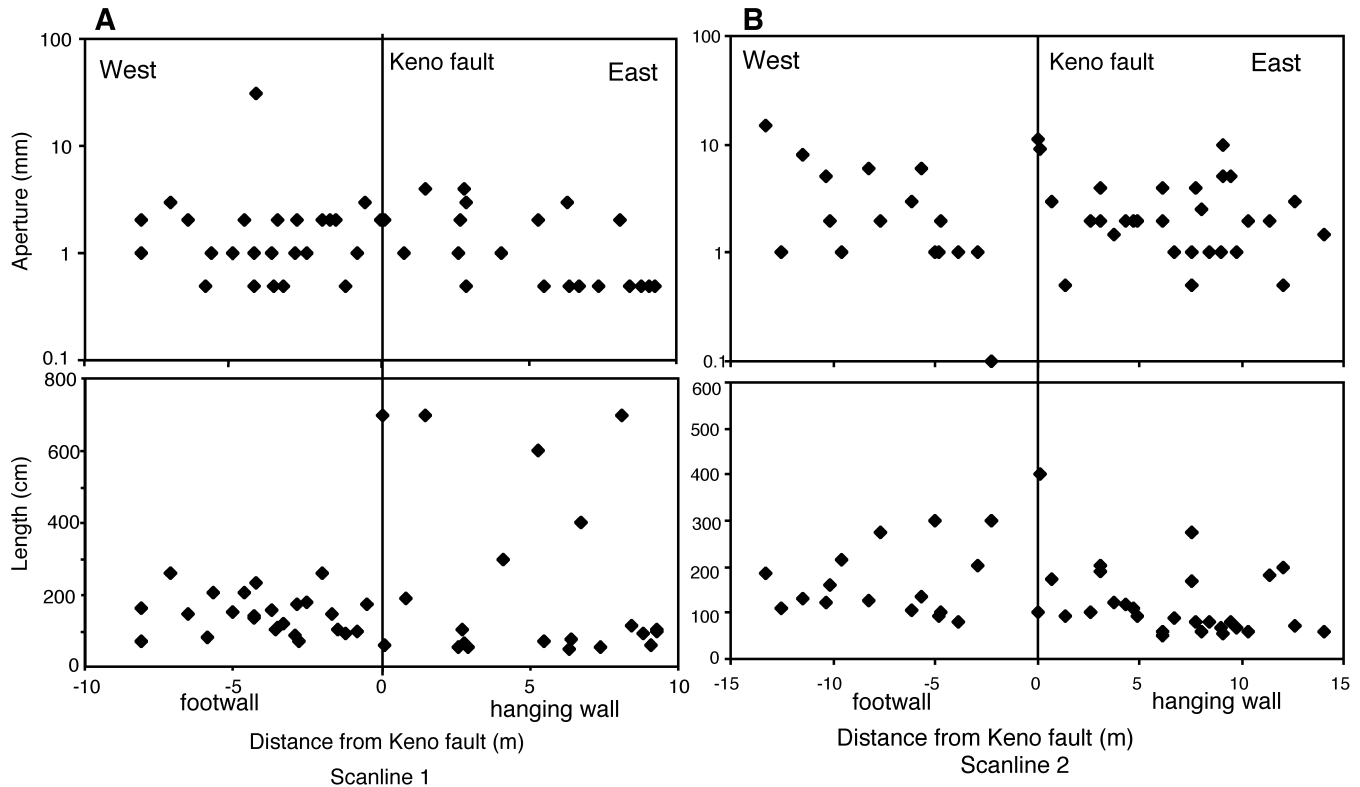 A
100
10
1
0.1
Aperture (mm)
West
Keno fault
East
800
600
400
200
0
Length (cm)
-10
-5
0
5
10
footwall
hanging wall
Distance from Keno fault (m)
Scanline 1
B
100
10
1
0.1
West
Keno fault
East
600
500
400
300
200
100
0
-15
-10
-5
0
5
10
15
footwall
hanging wall
Distance from Keno fault (m)
Scanline 2